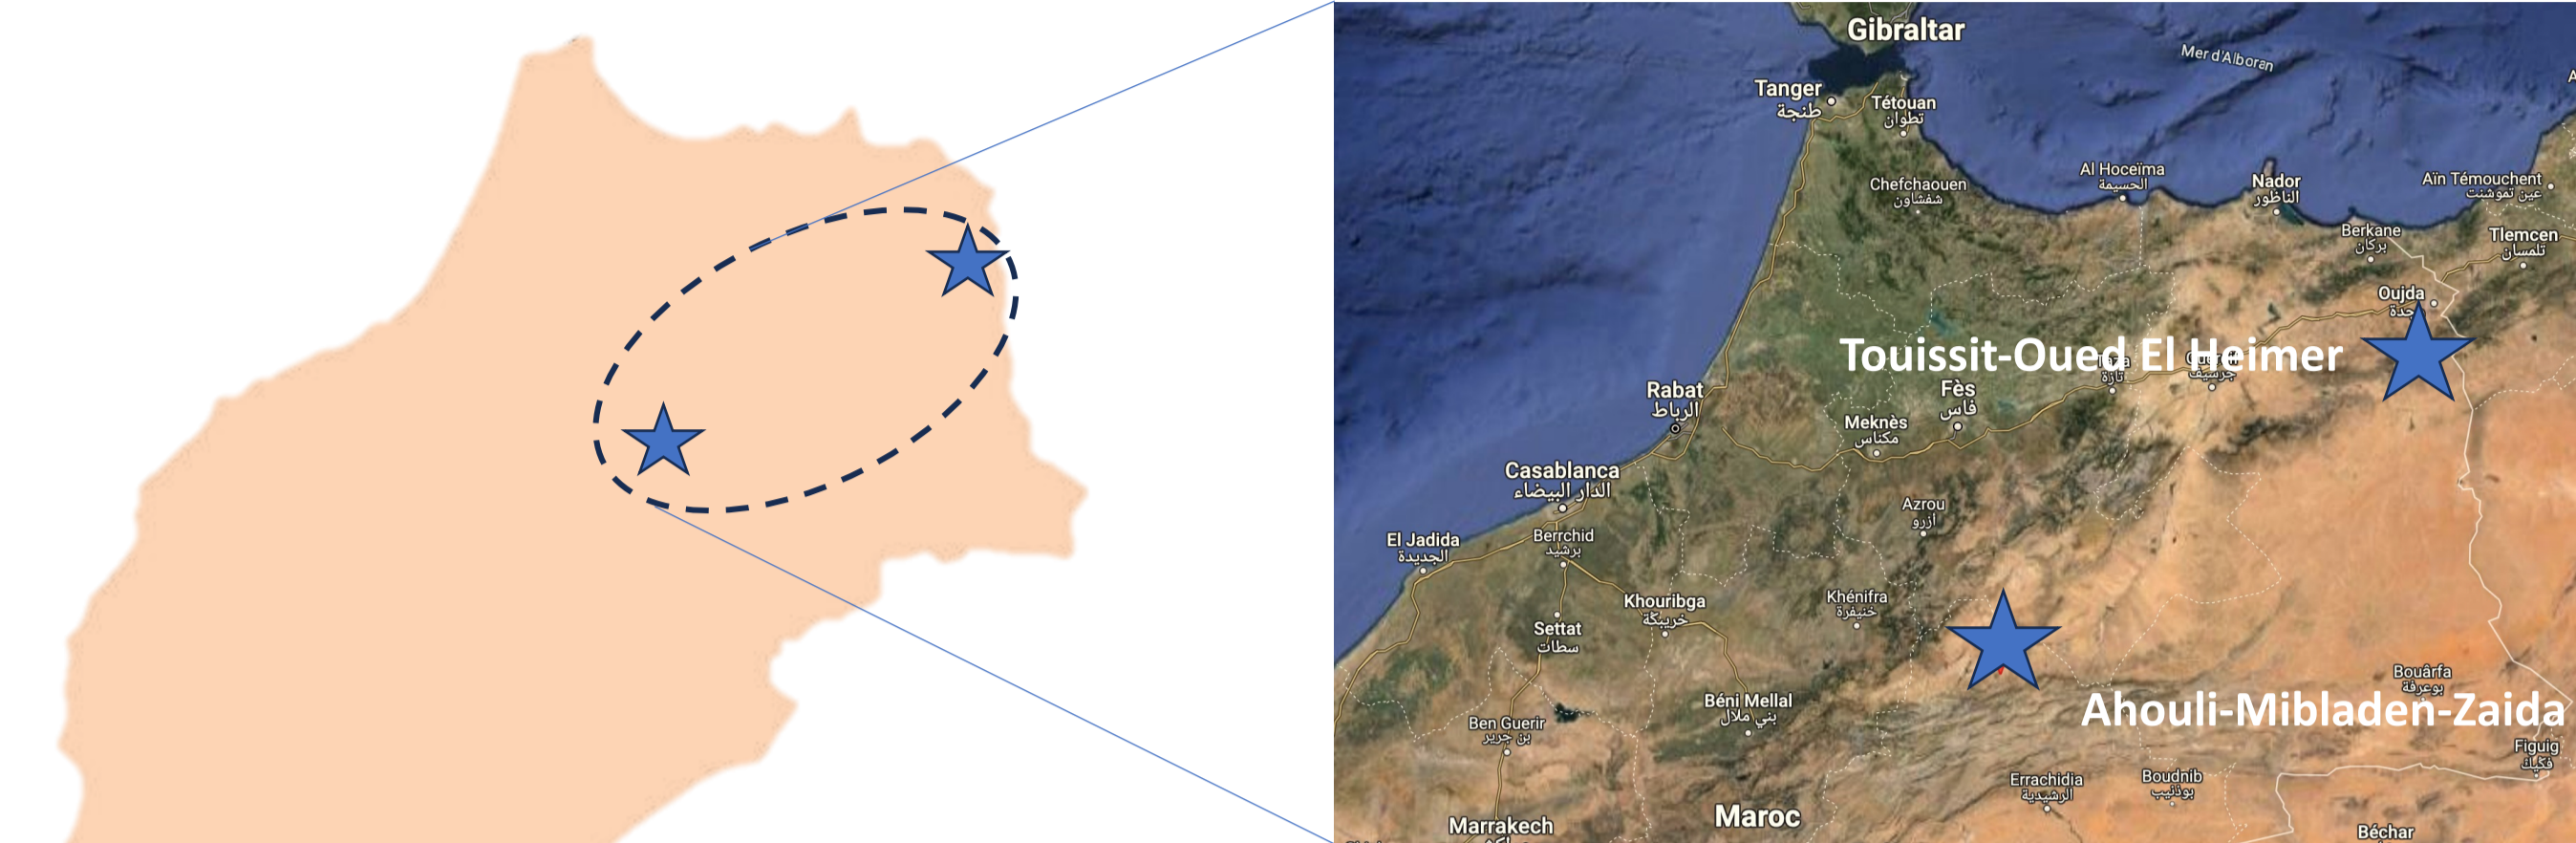 Gibraltar
Mer d'Alboran
Tanger
طنجة
Tétouan
تطوان
Chefchaouen
شفشاون
Al Hoceïma
الحسيمة
Nador
الناظور
Aïn Témouchent
عين تموشنت
Berkane
بركان
Tlemcen
تلمسان
Oujda
وجدة
Touissit-Oued El Heimer
تازة
جرسيف
Rabat
الرباط
Fès
فاس
Meknès
مكناس
Casablanca
الدار البيضاء
Azrou
أزرو
El Jadida
الجديدة
Berrchid
برشيد
Khouribga
خريبكة
Khénifra
خنيفرة
Settat
سطات
Béni Mellal
بني ملال
Bouârfa
بوعرفة
Ahouli-Mibladen-Zaida
Ben Guerir
بن جرير
Figuig
فكيك
Errachidia
الرشيدية
Boudnib
بوذنيب
Maroc
Marrakech
Béchar